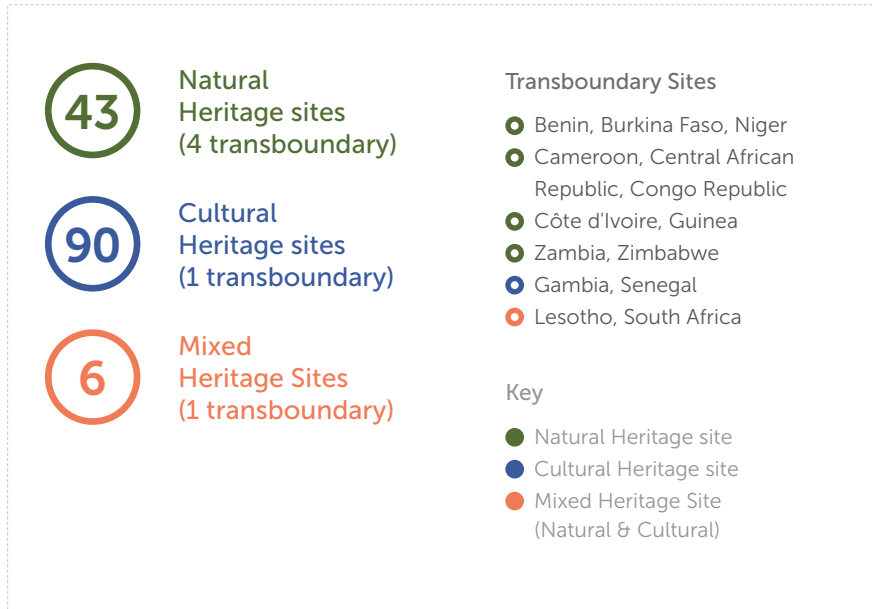 43
Natural
Heritage sites
(4 transboundary)
90
Cultural
Heritage sites
(1 transboundary)
6
Mixed
Heritage Sites
(1 transboundary)
Transboundary Sites
Benin, Burkina Faso, Niger
Cameroon, Central African
Republic, Congo Republic
Côte d'Ivoire, Guinea
Zambia, Zimbabwe
Gambia, Senegal
Lesotho, South Africa
Key
Natural Heritage site
Cultural Heritage site
Mixed Heritage Site
(Natural & Cultural)